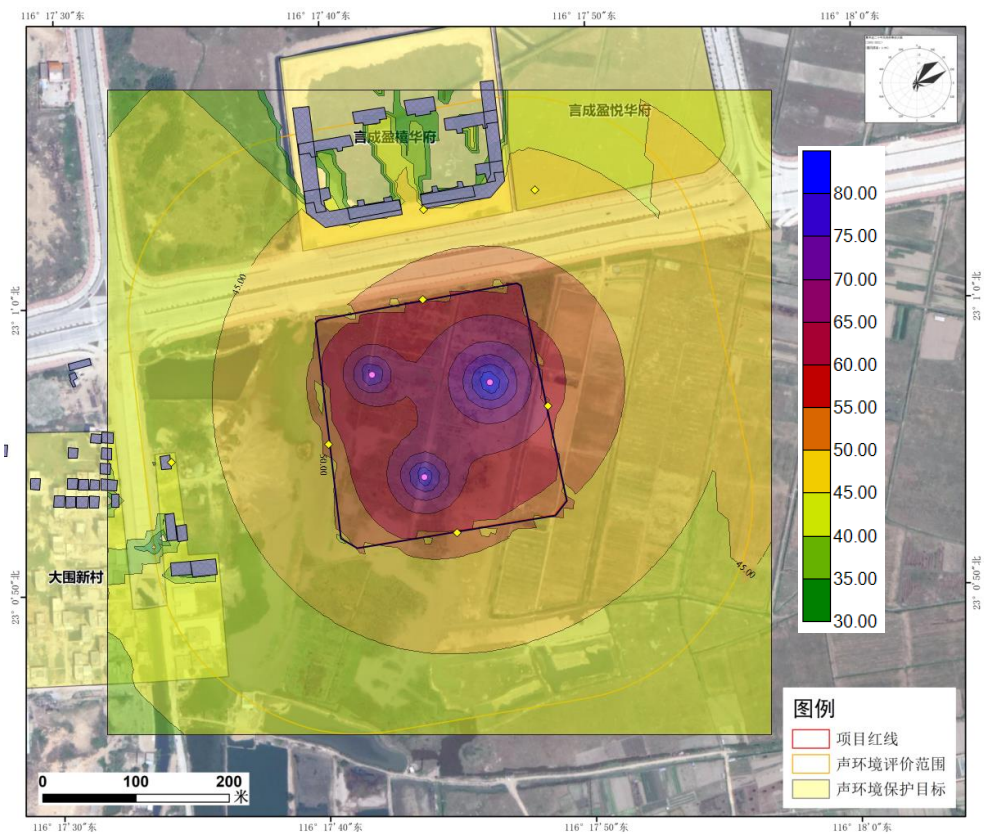 116° 17′30″东
116° 17′40″东
116° 17′50″东
116° 18′0″东
言成盈悦华府
言成盈禧华府
80.00
75.00
70.00
65.00
60.00
55.00
50.00
45.00
40.00
35.00
30.00
45.00
23° 1′0″北
23° 1′0″北
50.00
45.00
大围新村
23° 0′50″北
23° 0′50″北
图例
项目红线
声环境评价范围
声环境保护目标
0 100 200
米
116° 17′30″东
116° 17′40″东
116° 17′50″东
116° 18′0″东